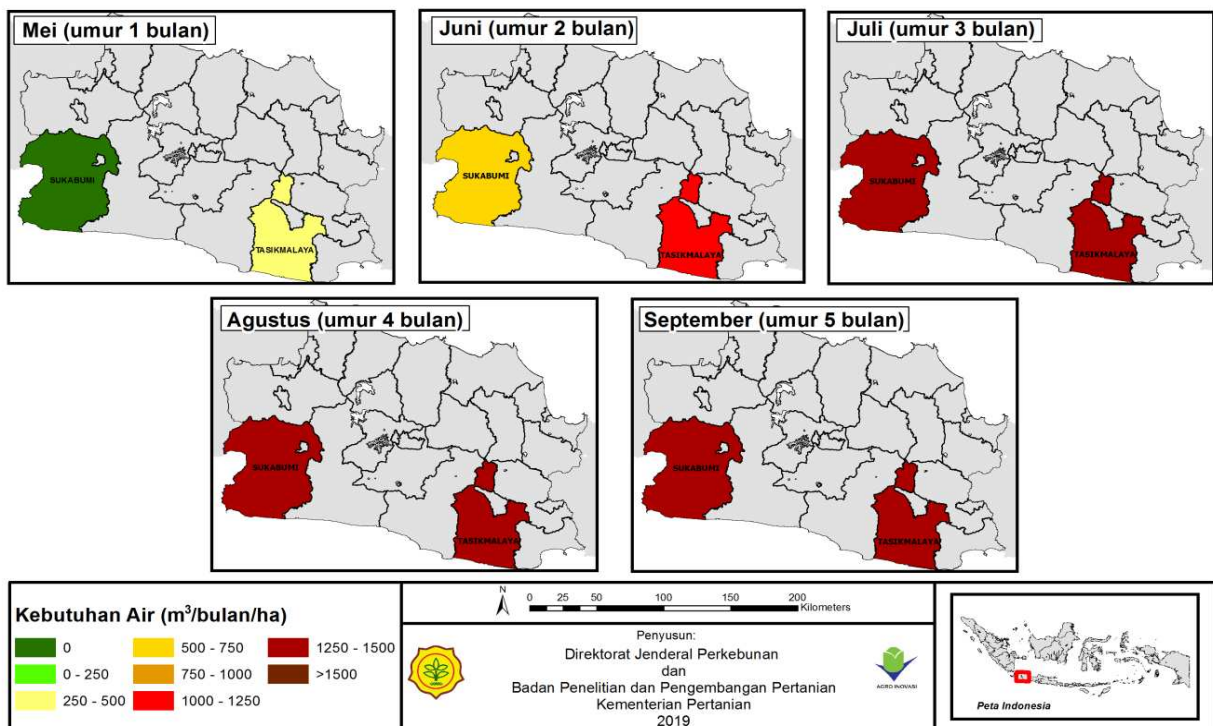 Mei (umur 1 bulan)
SUKABUMI
TASIKMALAYA
Juni (umur 2 bulan)
SUKABUMI
TASIKMALAYA
Juli (umur 3 bulan)
SUKABUMI
TASIKMALAYA
Agustus (umur 4 bulan)
SUKABUMI
TASIKMALAYA
September (umur 5 bulan)
SUKABUMI
TASIKMALAYA
Kebutuhan Air (m³/bulan/ha)
0
0 - 250
250 - 500
500 - 750
750 - 1000
1000 - 1250
1250 - 1500
>1500
N
0 25 50 100 150 200
Kilometers
Penyusun:
Direktorat Jenderal Perkebunan
dan
Badan Penelitian dan Pengembangan Pertanian
Kementerian Pertanian
2019
AGRO INOVASI
Peta Indonesia